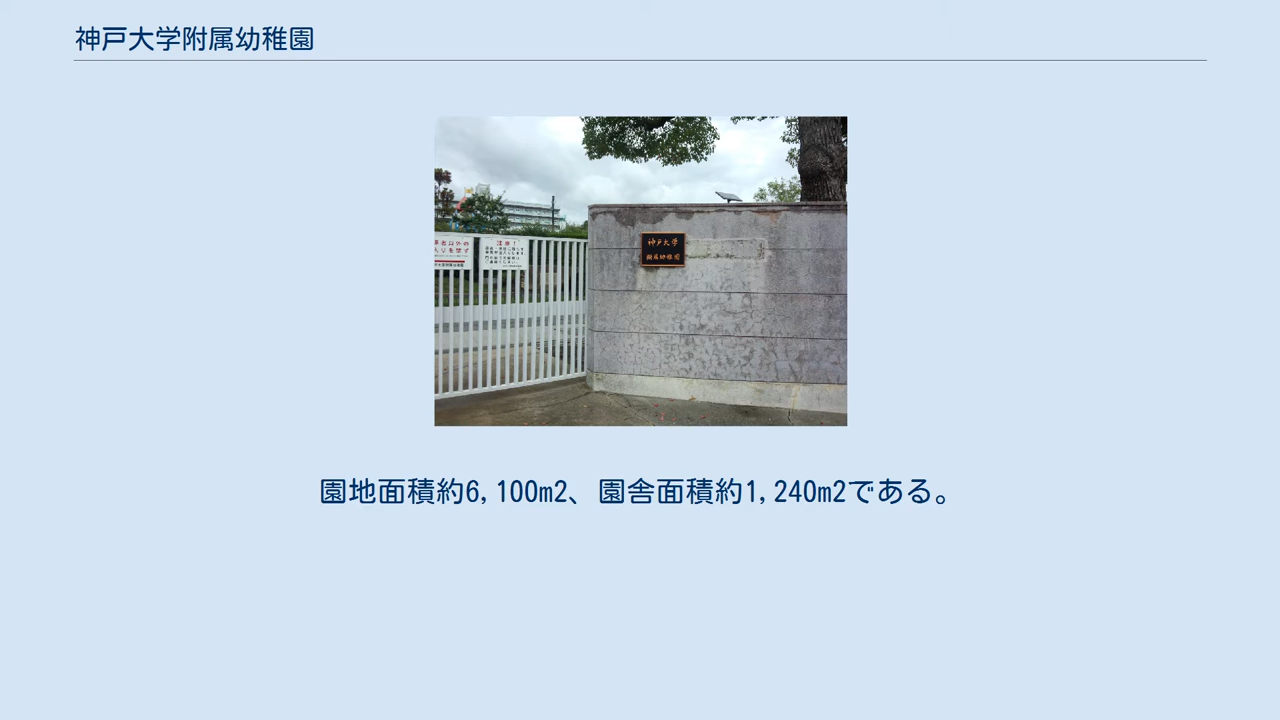 神戸大学附属幼稚園
注意！
神戸大学
附属幼稚園
園地面積約6,100m2、園舎面積約1,240m2である。